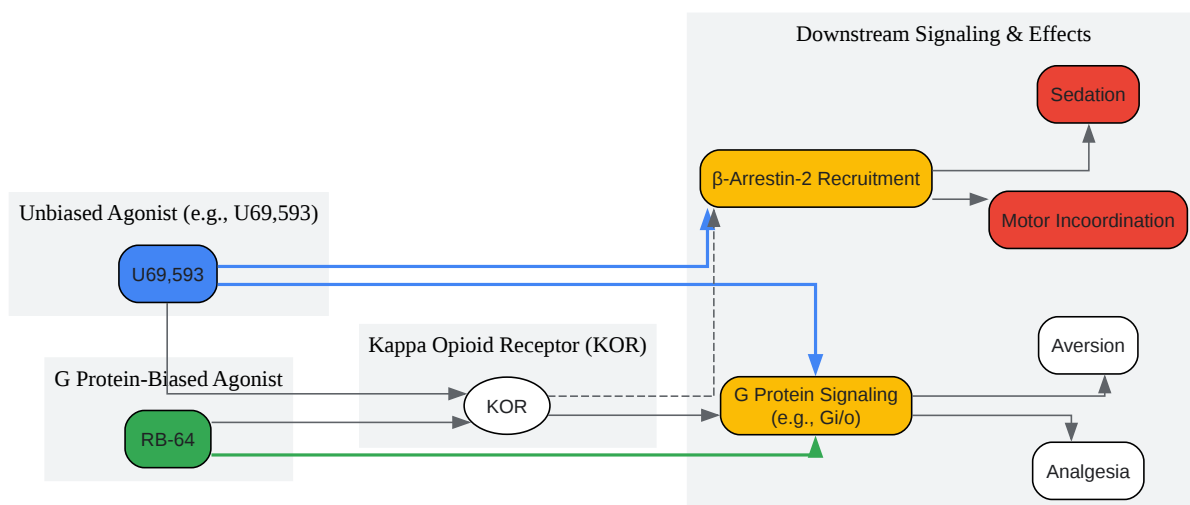 Downstream Signaling & Effects
Sedation
β-Arrestin-2 Recruitment
Motor Incoordination
Unbiased Agonist (e.g., U69,593)
U69,593
Kappa Opioid Receptor (KOR)
Aversion
G Protein-Biased Agonist
KOR
G Protein Signaling
(e.g., Gi/o)
RB-64
Analgesia